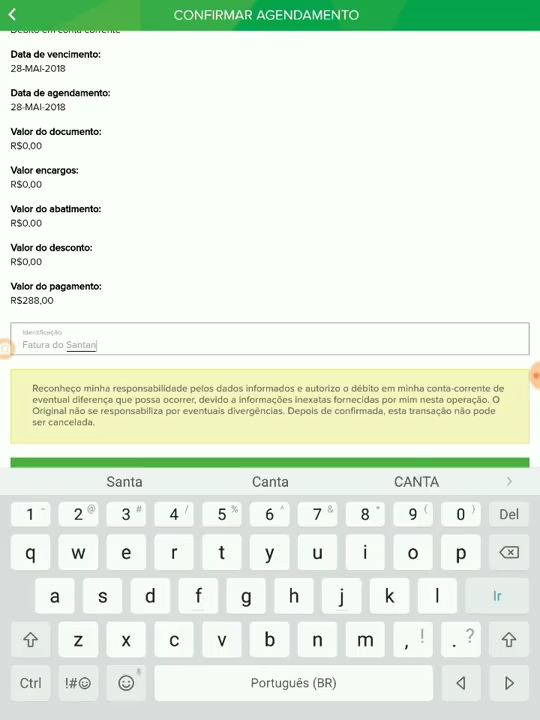 CONFIRMAR AGENDAMENTO
Débito em conta corrente
Data de vencimento:
28-MAI-2018
Data de agendamento:
28-MAI-2018
Valor do documento:
R$0,00
Valor encargos:
R$0,00
Valor do abatimento:
R$0,00
Valor do desconto:
R$0,00
Valor do pagamento:
R$288,00
Identificação
Fatura do Santan
Reconheço minha responsabilidade pelos dados informados e autorizo o débito em minha conta-corrente de
eventual diferença que possa ocorrer, devido a informações inexatas fornecidas por mim nesta operação. O
Original não se responsabiliza por eventuais divergências. Depois de confirmada, esta transação não pode
ser cancelada.
Santa Canta CANTA
1 - 2 @ 3 # 4 / 5 % 6 ^ 7 & 8 * 9 ( 0 ) Del
q w e r t y u i o p
a s d f g h j k l Ir
z x c v b n m , ! . ?
Ctrl !#☺ Português (BR)